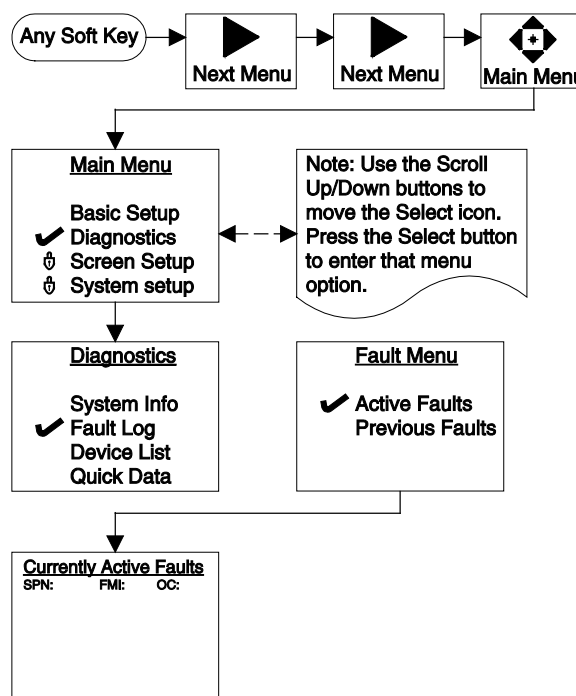 Any Soft Key
Next Menu
Next Menu
Main Menu
Main Menu
Basic Setup
Diagnostics
Screen Setup
System setup
Note: Use the Scroll
Up/Down buttons to
move the Select icon.
Press the Select button
to enter that menu
option.
Diagnostics
System Info
Fault Log
Device List
Quick Data
Fault Menu
Active Faults
Previous Faults
Currently Active Faults
SPN: FMI: OC: